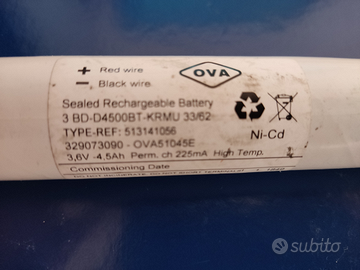 + Red wire
- Black wire
OVA
Sealed Rechargeable Battery
3 BD-D4500BT-KRMU 33/62
TYPE-REF: 513141056
329073090 - OVA51045E
3,6V -4,5Ah Perm. ch 225mA High Temp.
Ni-Cd
Commissioning Date
subito